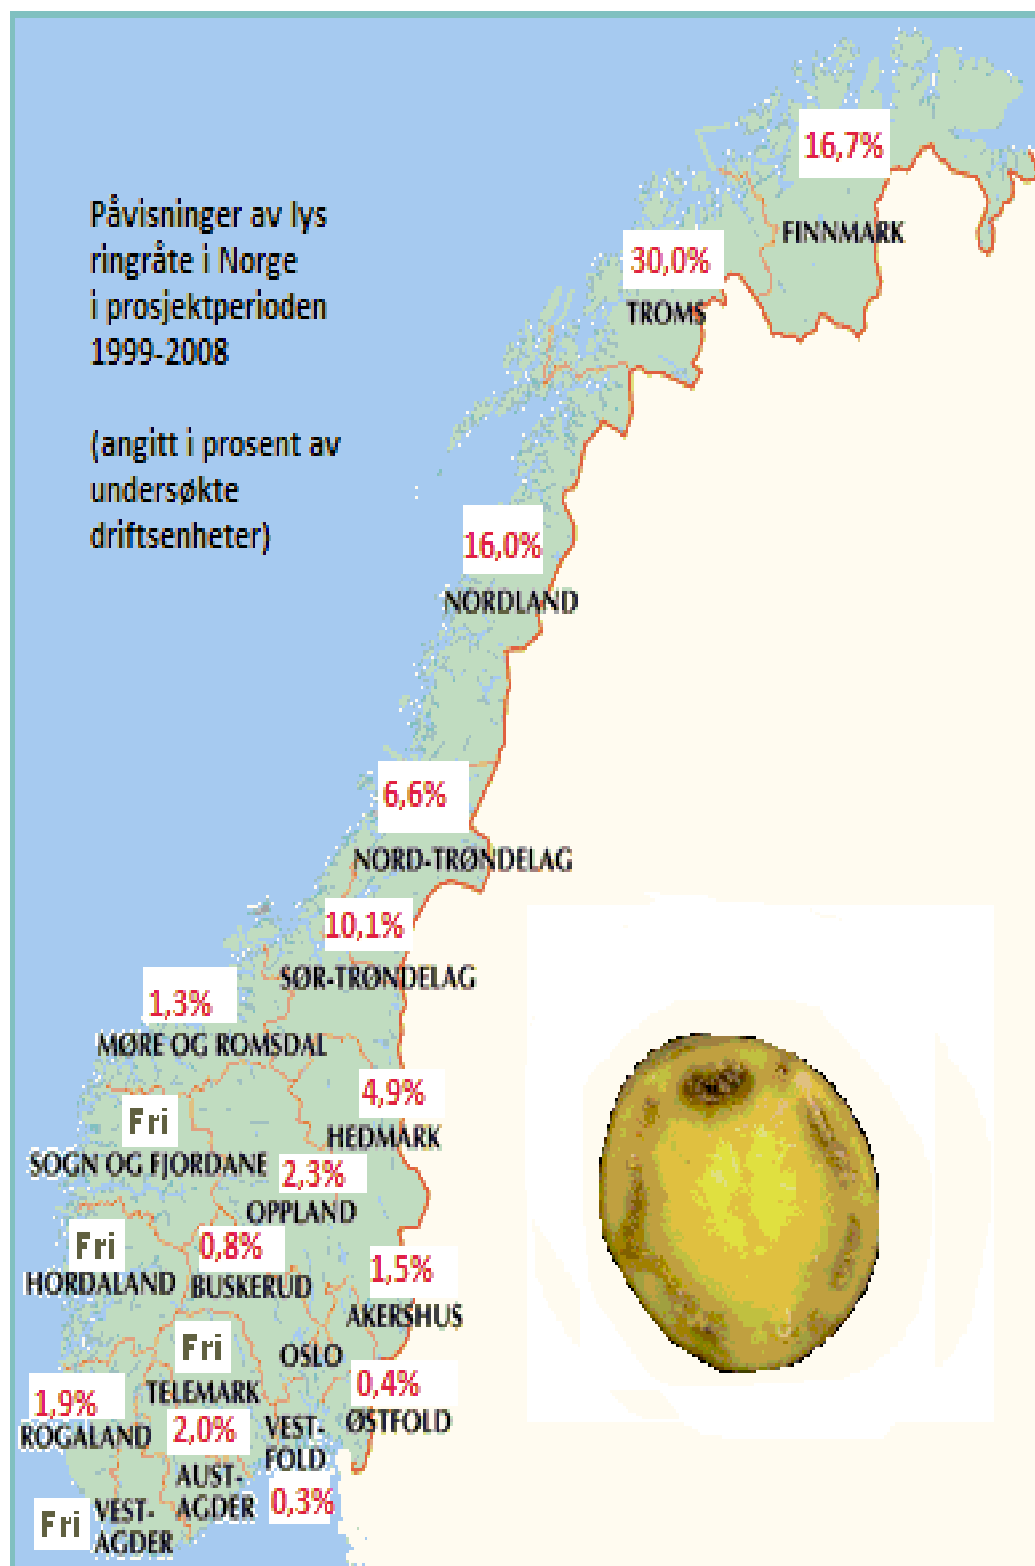 Påvisninger av lys
ringråte i Norge
i prosjektperioden
1999-2008
(angitt i prosent av
undersøkte
driftsenheter)
16,7%
FINNMARK
30,0%
TROMS
16,0%
NORDLAND
6,6%
NORD-TRØNDELAG
10,1%
SØR-TRØNDELAG
1,3%
MØRE OG ROMSDAL
4,9%
HEDMARK
Fri
SOGN OG FJORDANE
2,3%
OPPLAND
Fri
HORDALAND
0,8%
BUSKERUD
1,5%
AKERSHUS
OSLO
Fri
TELEMARK
0,4%
ØSTFOLD
1,9%
ROGALAND
2,0%
AUST-
AGDER
VEST-
FOLD
0,3%
Fri
VEST-
AGDER